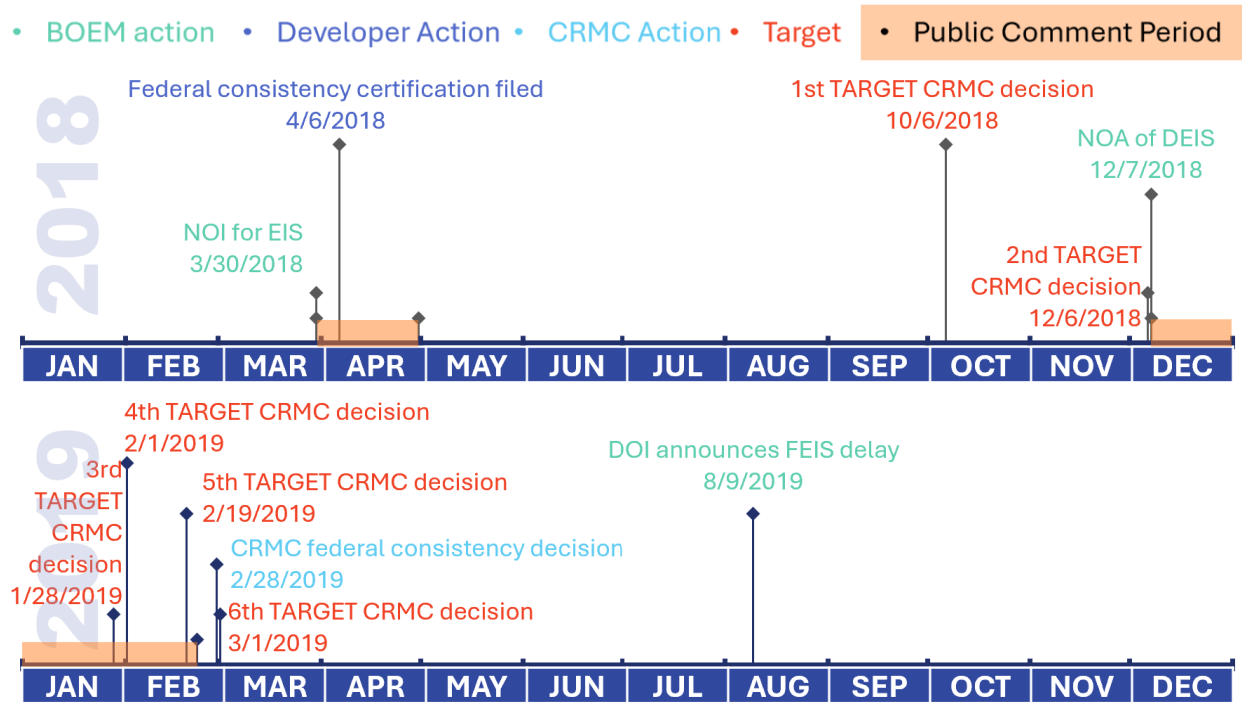 • BOEM action • Developer Action • CRMC Action • Target • Public Comment Period
2018
Federal consistency certification filed
4/6/2018
1st TARGET CRMC decision
10/6/2018
NOA of DEIS
12/7/2018
NOI for EIS
3/30/2018
2nd TARGET
CRMC decision
12/6/2018
JAN FEB MAR APR MAY JUN JUL AUG SEP OCT NOV DEC
2019
4th TARGET CRMC decision
2/1/2019
3rd
TARGET
CRMC
decision
1/28/2019
5th TARGET CRMC decision
2/19/2019
CRMC federal consistency decision
2/28/2019
6th TARGET CRMC decision
3/1/2019
DOI announces FEIS delay
8/9/2019
JAN FEB MAR APR MAY JUN JUL AUG SEP OCT NOV DEC